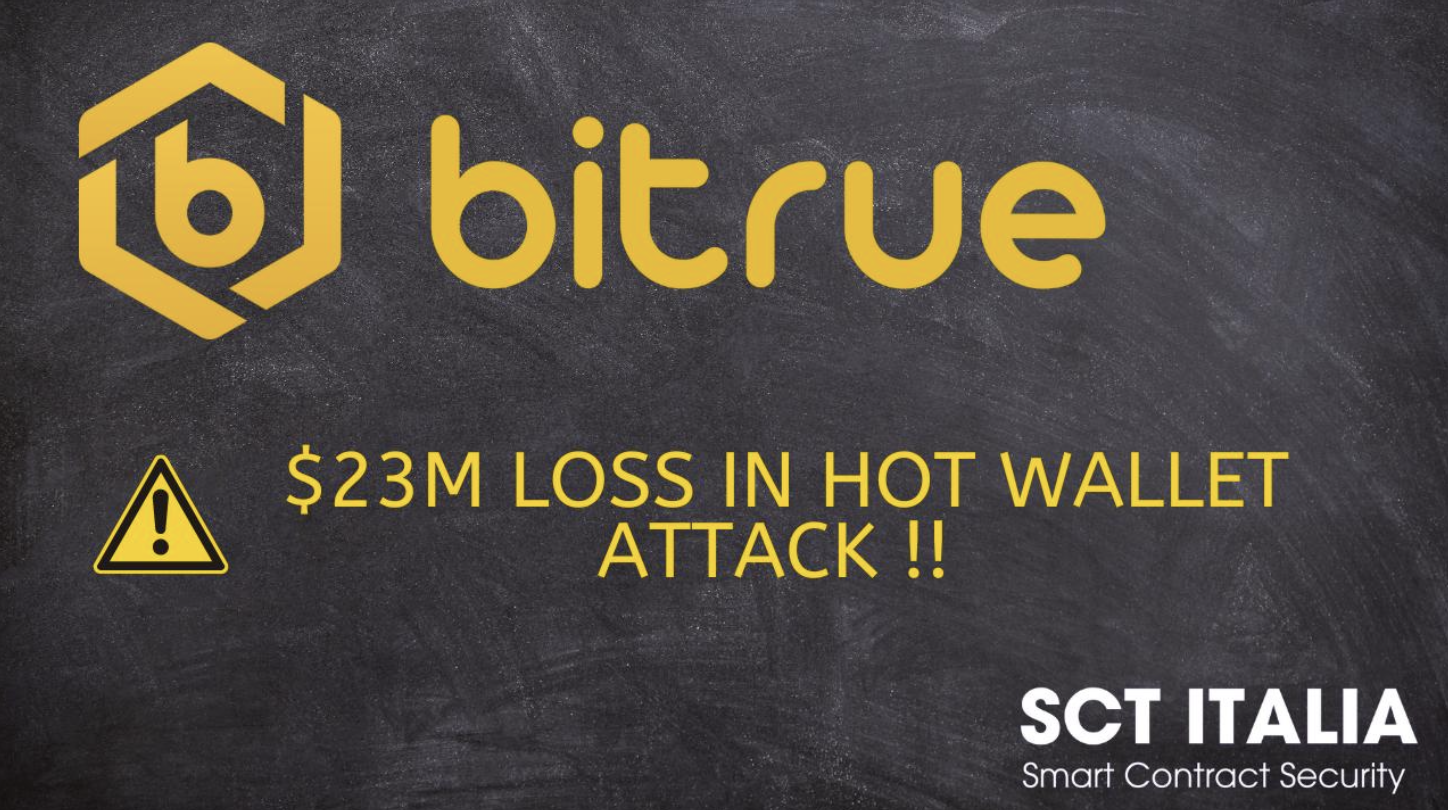 b
bitrue
$23M LOSS IN HOT WALLET
ATTACK !!
SCT ITALIA
Smart Contract Security